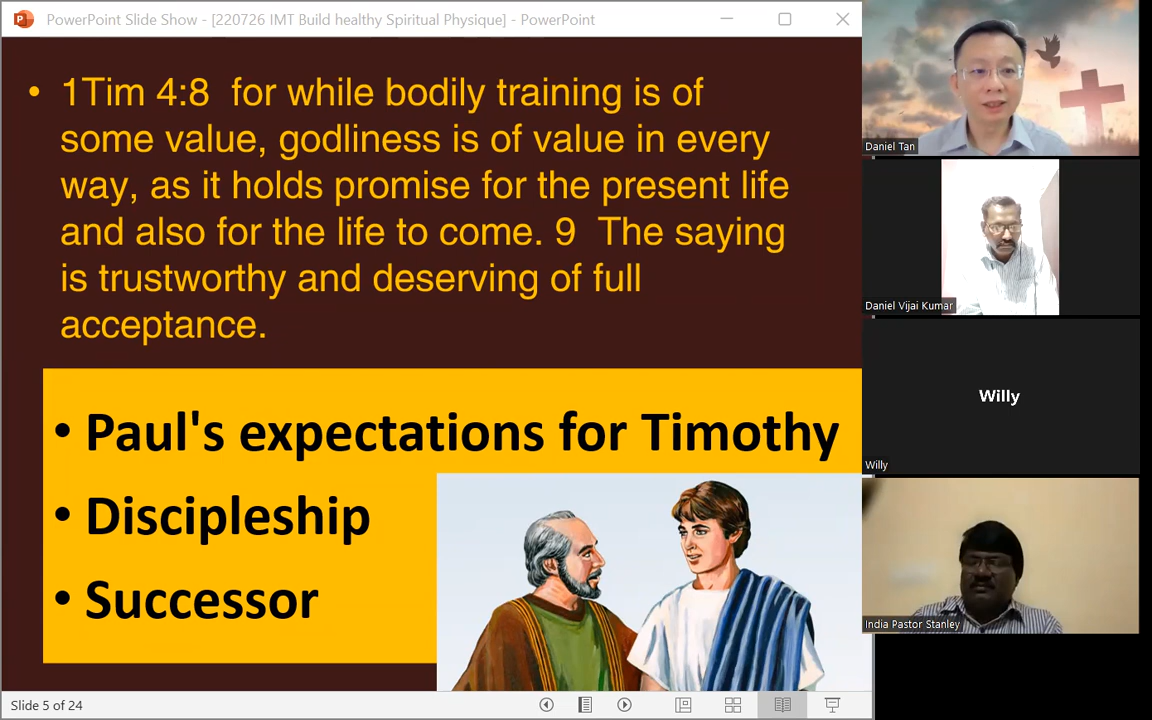 PowerPoint Slide Show - [220726 IMT Build healthy Spiritual Physique] - PowerPoint
• 1Tim 4:8 for while bodily training is of
some value, godliness is of value in every
way, as it holds promise for the present life
and also for the life to come. 9 The saying
is trustworthy and deserving of full
acceptance.
• Paul's expectations for Timothy
• Discipleship
• Successor
Slide 5 of 24
Daniel Tan
Daniel Vijai Kumar
Willy
Willy
India Pastor Stanley